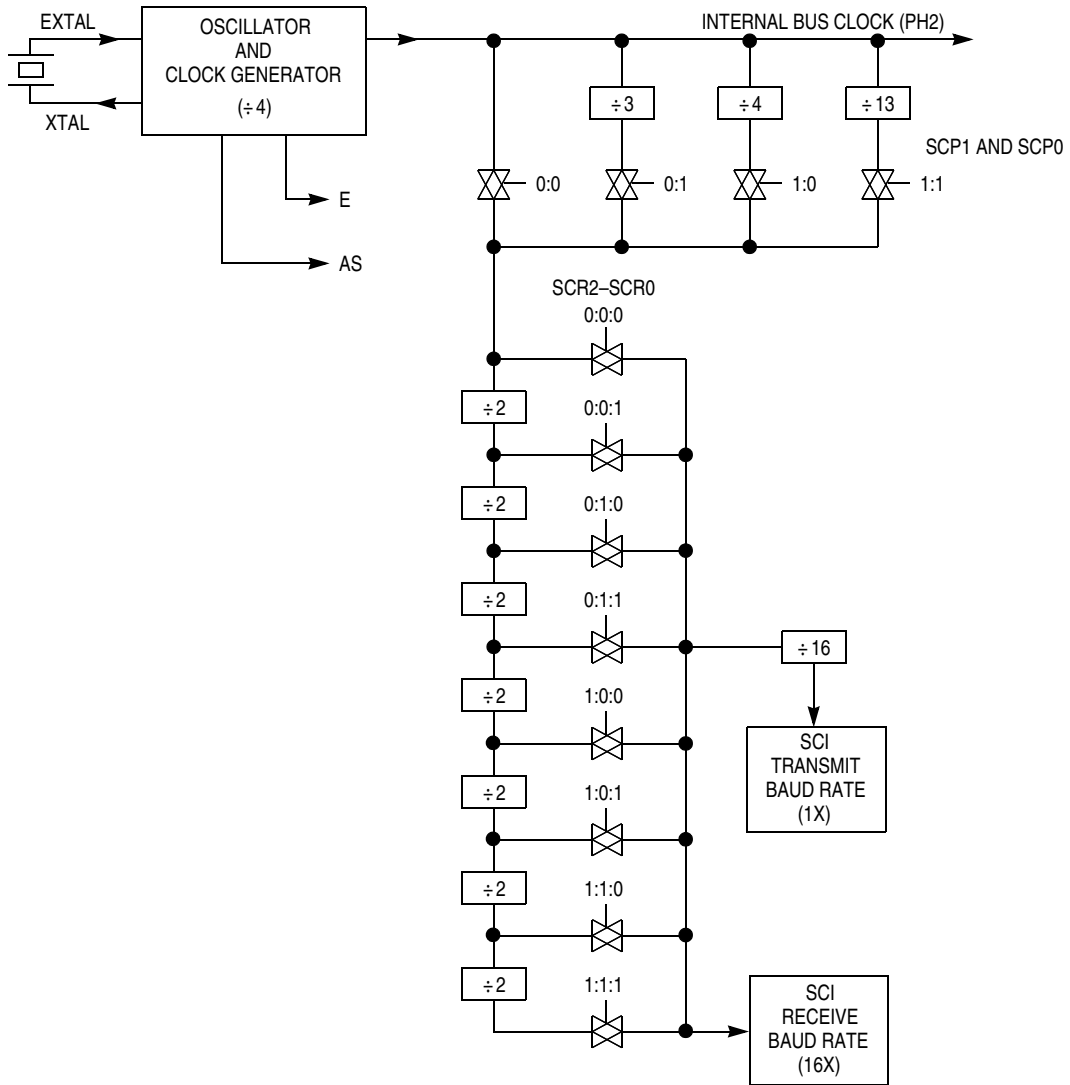 EXTAL
XTAL
OSCILLATOR
AND
CLOCK GENERATOR
(÷4)
E
AS
INTERNAL BUS CLOCK (PH2)
÷3
÷4
÷13
SCP1 AND SCP0
0:0
0:1
1:0
1:1
SCR2–SCR0
0:0:0
÷2
0:0:1
÷2
0:1:0
÷2
0:1:1
÷16
÷2
1:0:0
SCI
TRANSMIT
BAUD RATE
(1X)
÷2
1:0:1
÷2
1:1:0
÷2
1:1:1
SCI
RECEIVE
BAUD RATE
(16X)